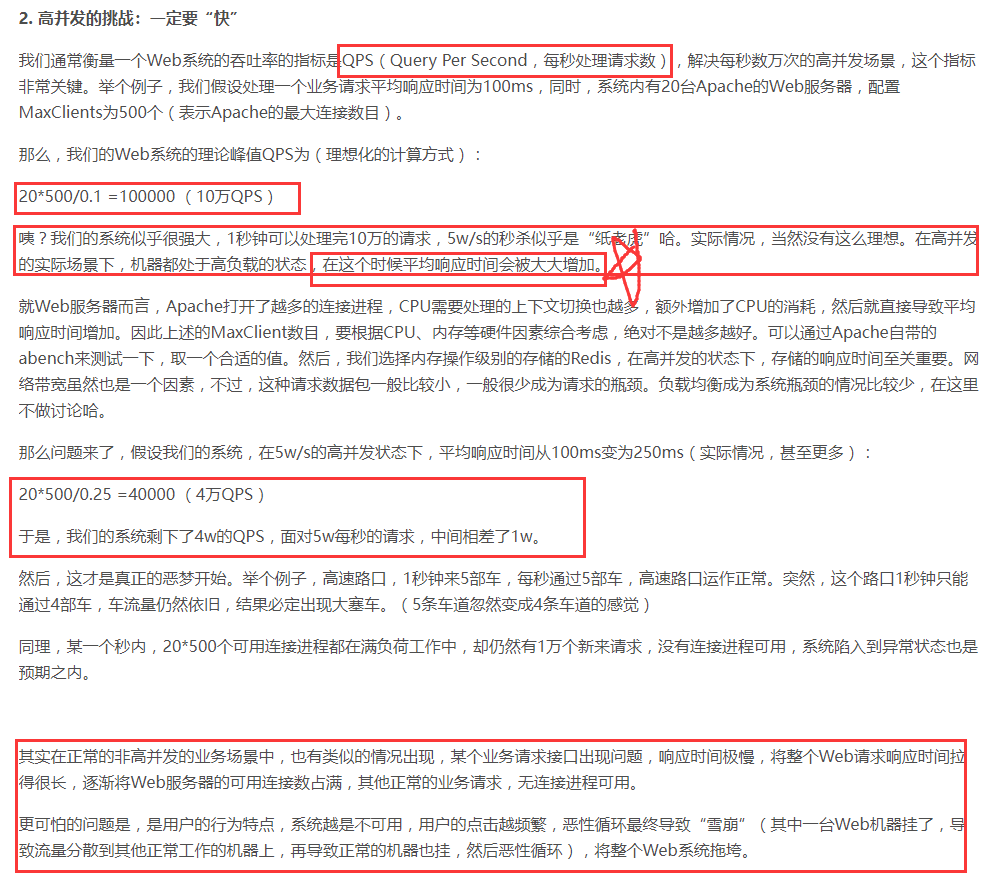 2. 高并发的挑战：一定要“快”
我们通常衡量一个Web系统的吞吐率的指标是QPS（Query Per Second，每秒处理请求数），解决每秒数万次的高并发场景，这个指标
非常关键。举个例子，我们假设处理一个业务请求平均响应时间为100ms，同时，系统内有20台Apache的Web服务器，配置
MaxClients为500个（表示Apache的最大连接数目）。
那么，我们的Web系统的理论峰值QPS为（理想化的计算方式）：
20*500/0.1 =100000 （10万QPS）
咦？我们的系统似乎很强大，1秒钟可以处理完10万的请求，5w/s的秒杀似乎是“纸老虎”哈。实际情况，当然没有这么理想。在高并发
的实际场景下，机器都处于高负载的状态，在这个时候平均响应时间会被大大增加。
就Web服务器而言，Apache打开了越多的连接进程，CPU需要处理的上下文切换也越多，额外增加了CPU的消耗，然后就直接导致平均
响应时间增加。因此上述的MaxClient数目，要根据CPU、内存等硬件因素综合考虑，绝对不是越多越好。可以通过Apache自带的
abench来测试一下，取一个合适的值。然后，我们选择内存操作级别的存储的Redis，在高并发的状态下，存储的响应时间至关重要。网
络带宽虽然也是一个因素，不过，这种请求数据包一般比较小，一般很少成为请求的瓶颈。负载均衡成为系统瓶颈的情况比较少，在这里
不做讨论哈。
那么问题来了，假设我们的系统，在5w/s的高并发状态下，平均响应时间从100ms变为250ms（实际情况，甚至更多）：
20*500/0.25 =40000 （4万QPS）
于是，我们的系统剩下了4w的QPS，面对5w每秒的请求，中间相差了1w。
然后，这才是真正的恶梦开始。举个例子，高速路口，1秒钟来5部车，每秒通过5部车，高速路口运作正常。突然，这个路口1秒钟只能
通过4部车，车流量仍然依旧，结果必定出现大塞车。（5条车道忽然变成4条车道的感觉）
同理，某一个秒内，20*500个可用连接进程都在满负荷工作中，却仍然有1万个新来请求，没有连接进程可用，系统陷入到异常状态也是
预期之内。
其实在正常的非高并发的业务场景中，也有类似的情况出现，某个业务请求接口出现问题，响应时间极慢，将整个Web请求响应时间拉
得很长，逐渐将Web服务器的可用连接数占满，其他正常的业务请求，无连接进程可用。
更可怕的问题是，是用户的行为特点，系统越是不可用，用户的点击越频繁，恶性循环最终导致“雪崩”（其中一台Web机器挂了，导
致流量分散到其他正常工作的机器上，再导致正常的机器也挂，然后恶性循环），将整个Web系统拖垮。